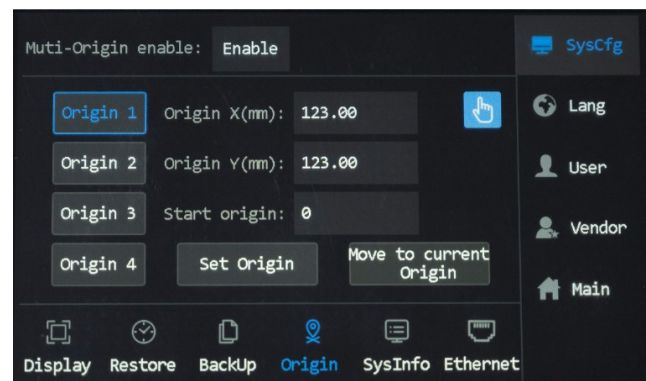 Muti-Origin enable: Enable
SysCfg
Origin 1 Origin X(mm): 123.00
Lang
Origin 2 Origin Y(mm): 123.00
User
Origin 3 Start origin: 0
Vendor
Origin 4 Set Origin Move to current
Origin
Main
Display Restore BackUp Origin SysInfo Ethernet